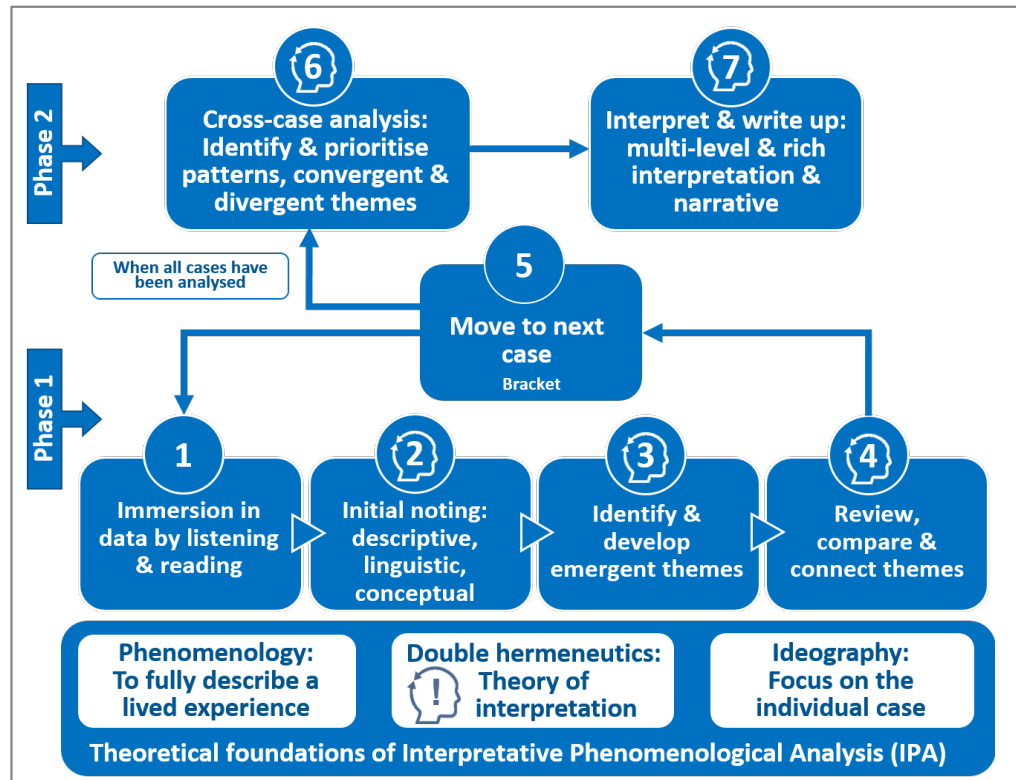 Phase 2
6
Cross-case analysis:
Identify & prioritise
patterns, convergent &
divergent themes
7
Interpret & write up:
multi-level & rich
interpretation &
narrative
When all cases have
been analysed
5
Move to next
case
Bracket
Phase 1
1
Immersion in
data by listening
& reading
2
Initial noting:
descriptive,
linguistic,
conceptual
3
Identify &
develop
emergent themes
4
Review,
compare &
connect themes
Phenomenology:
To fully describe a
lived experience
Double hermeneutics:
!
Theory of
interpretation
Ideography:
Focus on the
individual case
Theoretical foundations of Interpretative Phenomenological Analysis (IPA)